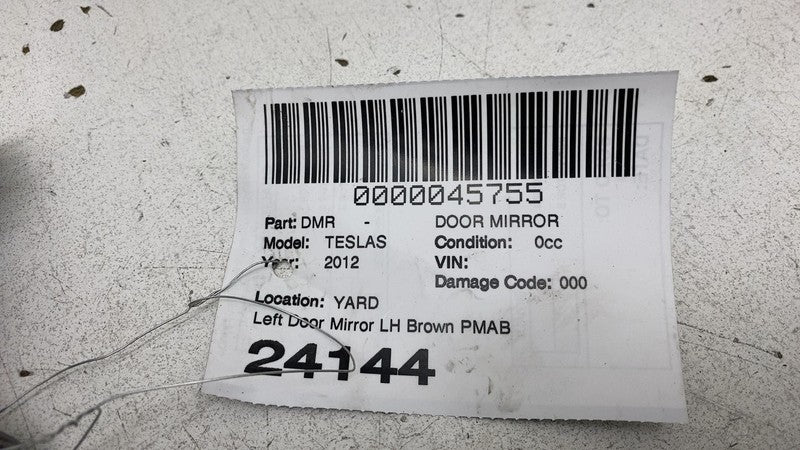 0000045755
Part: DMR - DOOR MIRROR
Model: TESLAS Condition: 0cc
Year: 2012 VIN:
Damage Code: 000
Location: YARD
Left Door Mirror LH Brown PMAB
24144